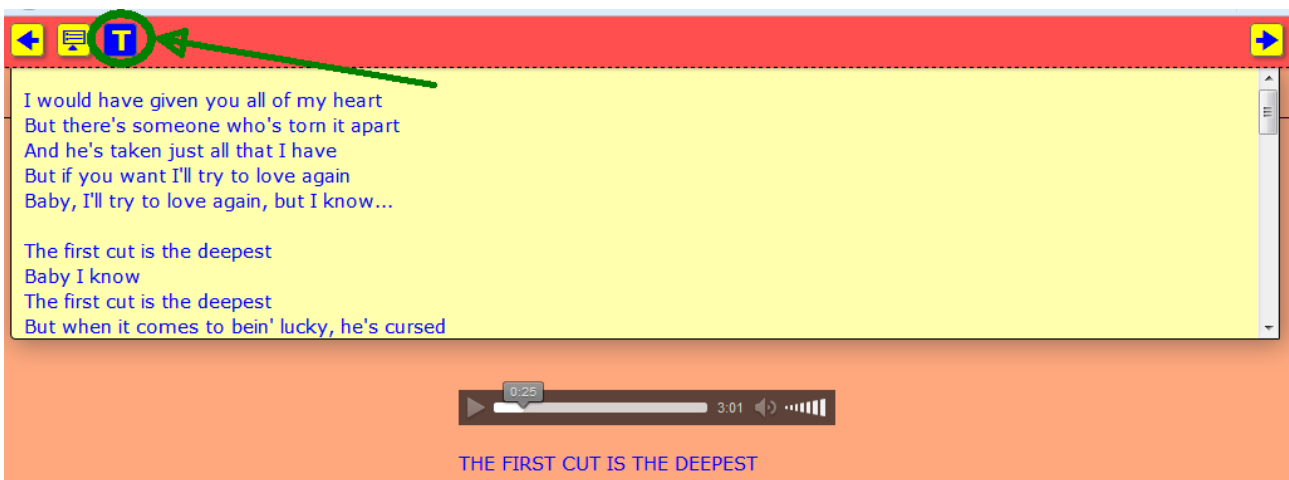 T
I would have given you all of my heart
But there's someone who's torn it apart
And he's taken just all that I have
But if you want I'll try to love again
Baby, I'll try to love again, but I know...
The first cut is the deepest
Baby I know
The first cut is the deepest
But when it comes to bein' lucky, he's cursed
0:25
3:01
THE FIRST CUT IS THE DEEPEST